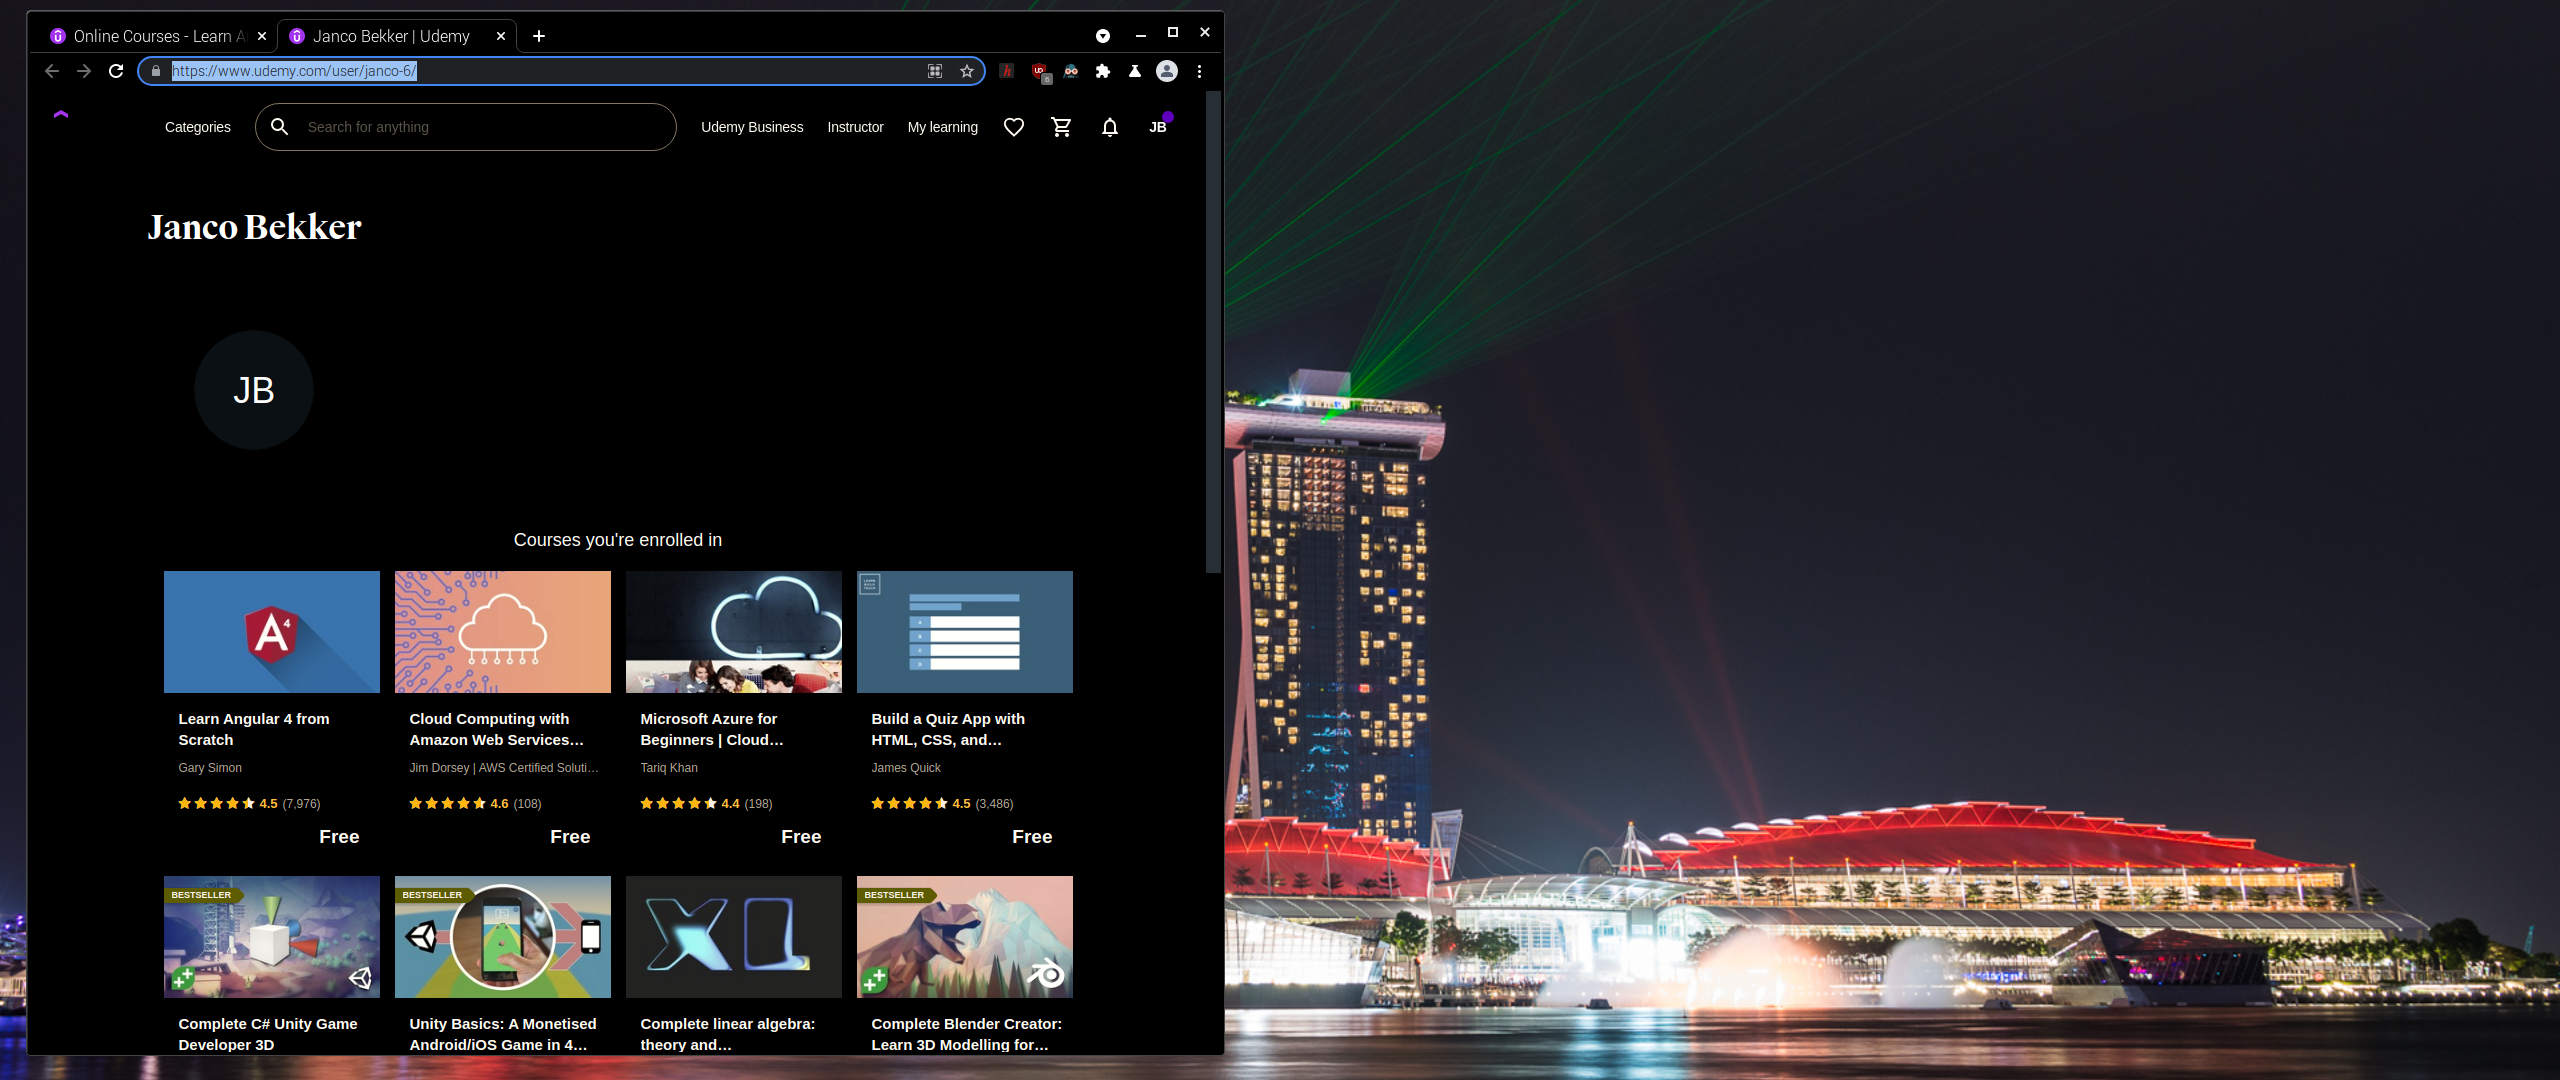 Online Courses - Learn A
Janco Bekker | Udemy
https://www.udemy.com/user/janco-6/
Categories
Search for anything
Udemy Business
Instructor
My learning
JB
Janco Bekker
JB
Courses you're enrolled in
Learn Angular 4 from
Scratch
Gary Simon
4.5 (7,976)
Free
Cloud Computing with
Amazon Web Services…
Jim Dorsey | AWS Certified Soluti…
4.6 (108)
Free
Microsoft Azure for
Beginners | Cloud…
Tariq Khan
4.4 (198)
Free
Build a Quiz App with
HTML, CSS, and…
James Quick
4.5 (3,486)
Free
BESTSELLER
Complete C# Unity Game
Developer 3D
BESTSELLER
Unity Basics: A Monetised
Android/iOS Game in 4…
XL
Complete linear algebra:
theory and…
BESTSELLER
Complete Blender Creator:
Learn 3D Modelling for…